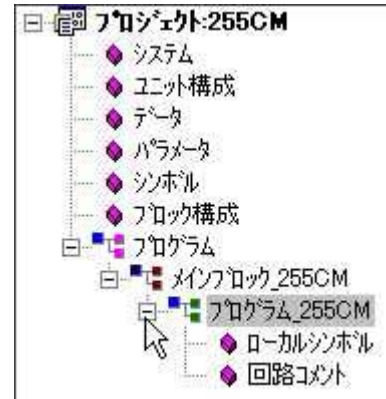 ﾌﾟﾛｼﾞｪｸﾄ:255CM
ｼｽﾃﾑ
ﾕﾆｯﾄ構成
ﾃﾞｰﾀ
ﾊﾟﾗﾒｰﾀ
ｼﾝﾎﾞﾙ
ﾌﾞﾛｯｸ構成
ﾌﾟﾛｸﾞﾗﾑ
ﾒｲﾝﾌﾞﾛｯｸ_255CM
ﾌﾟﾛｸﾞﾗﾑ_255CM
ﾛｰｶﾙｼﾝﾎﾞﾙ
回路ｺﾒﾝﾄ